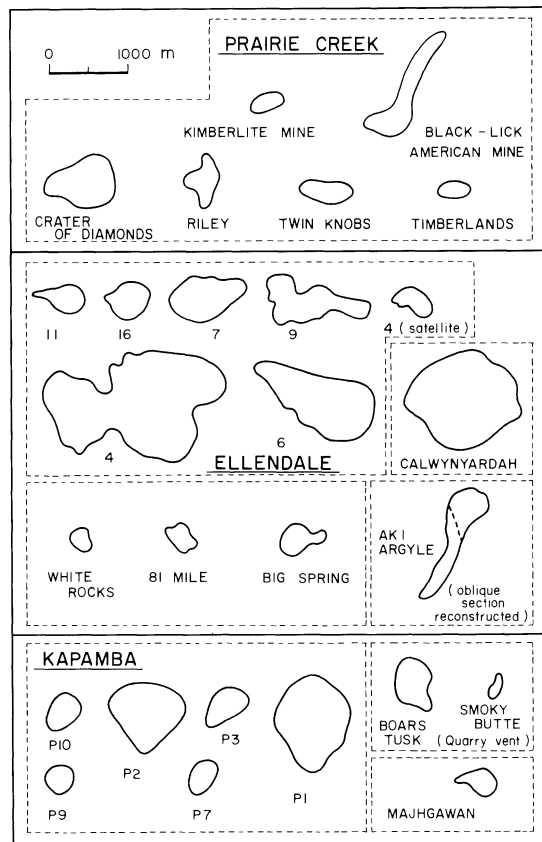 0 1000 m
PRAIRIE CREEK
KIMBERLITE MINE
BLACK-LICK
AMERICAN MINE
CRATER
OF DIAMONDS
RILEY
TWIN KNOBS
TIMBERLANDS
11
16
7
9
4 (satellite)
4
6
ELLENDALE
CALWYNYARDAH
WHITE
ROCKS
81 MILE
BIG SPRING
AK1
ARGYLE
(oblique
section
reconstructed)
KAPAMBA
P10
P2
P3
P1
P9
P7
BOARS
TUSK
SMOKY
BUTTE
(Quarry vent)
MAJHGAWAN